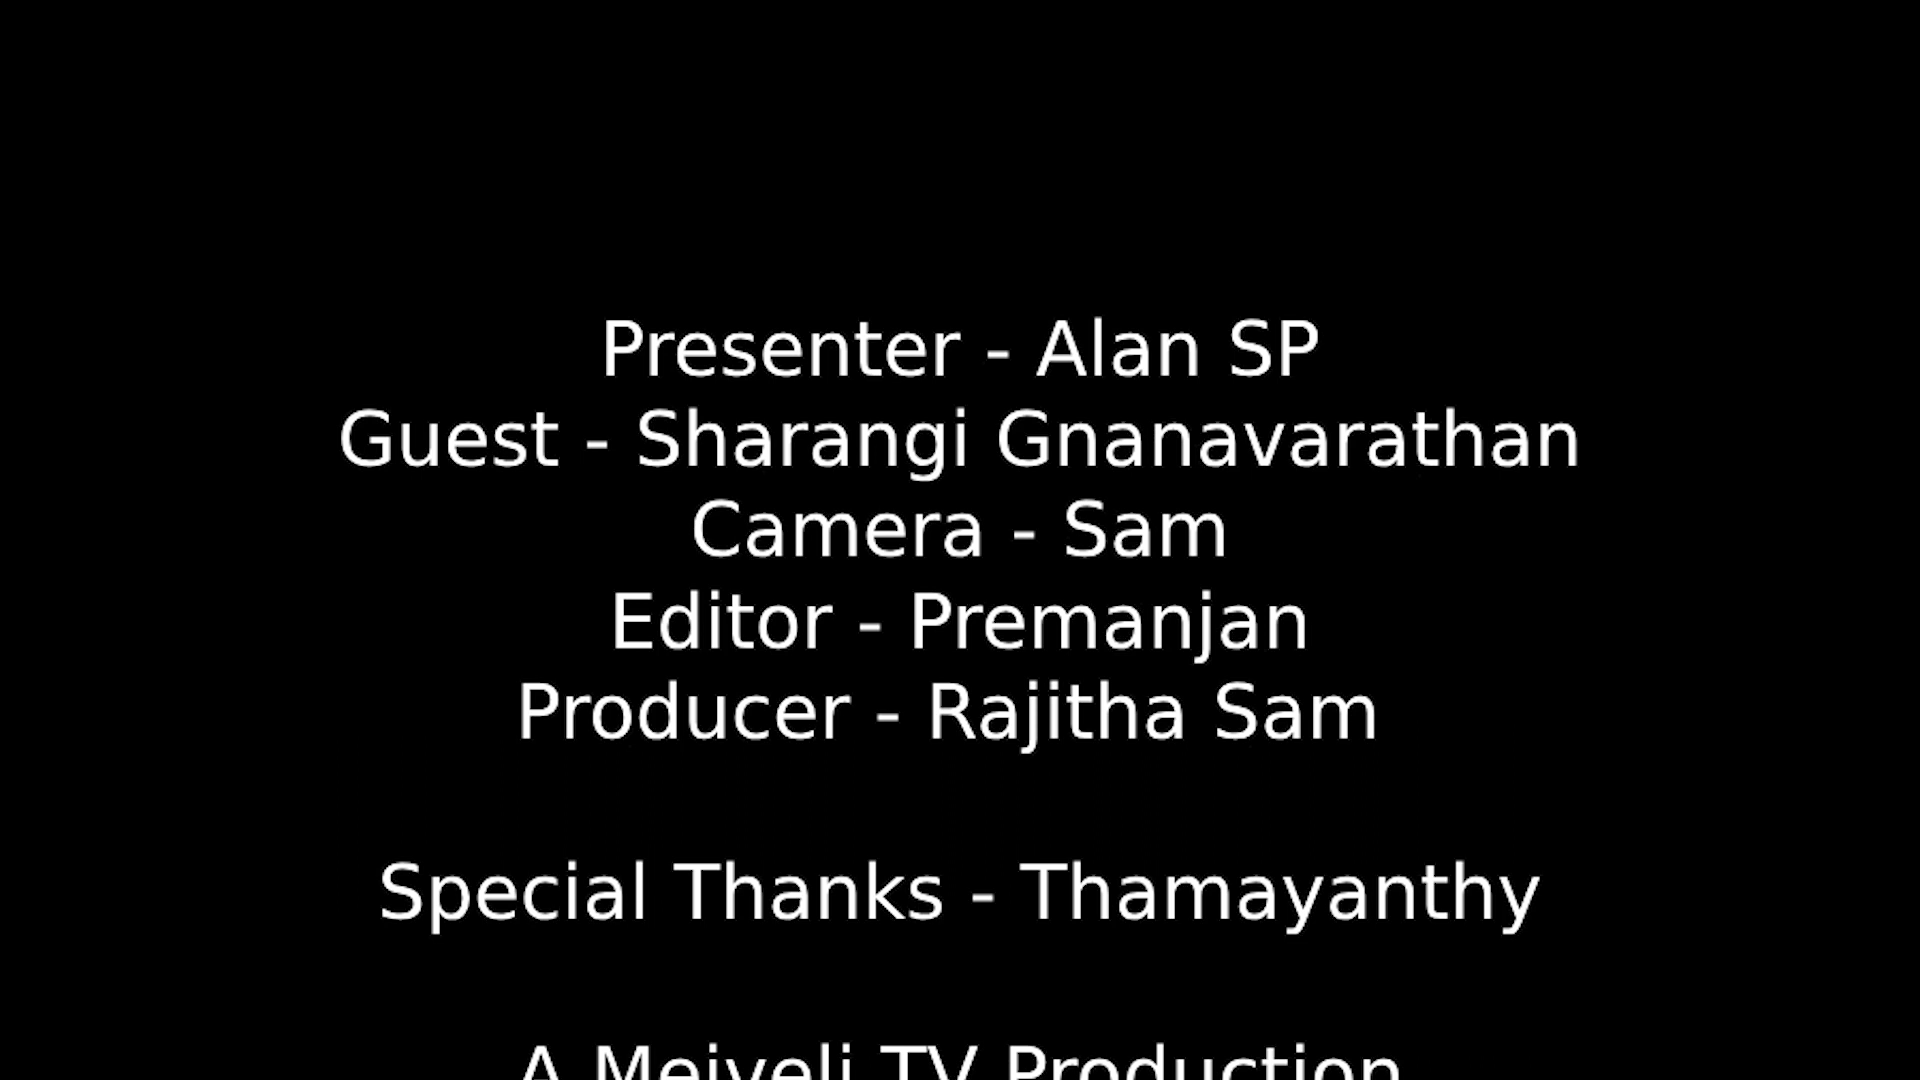 Presenter - Alan SP
Guest - Sharangi Gnanavarathan
Camera - Sam
Editor - Premanjan
Producer - Rajitha Sam
Special Thanks - Thamayanthy
A Meiveli TV Production